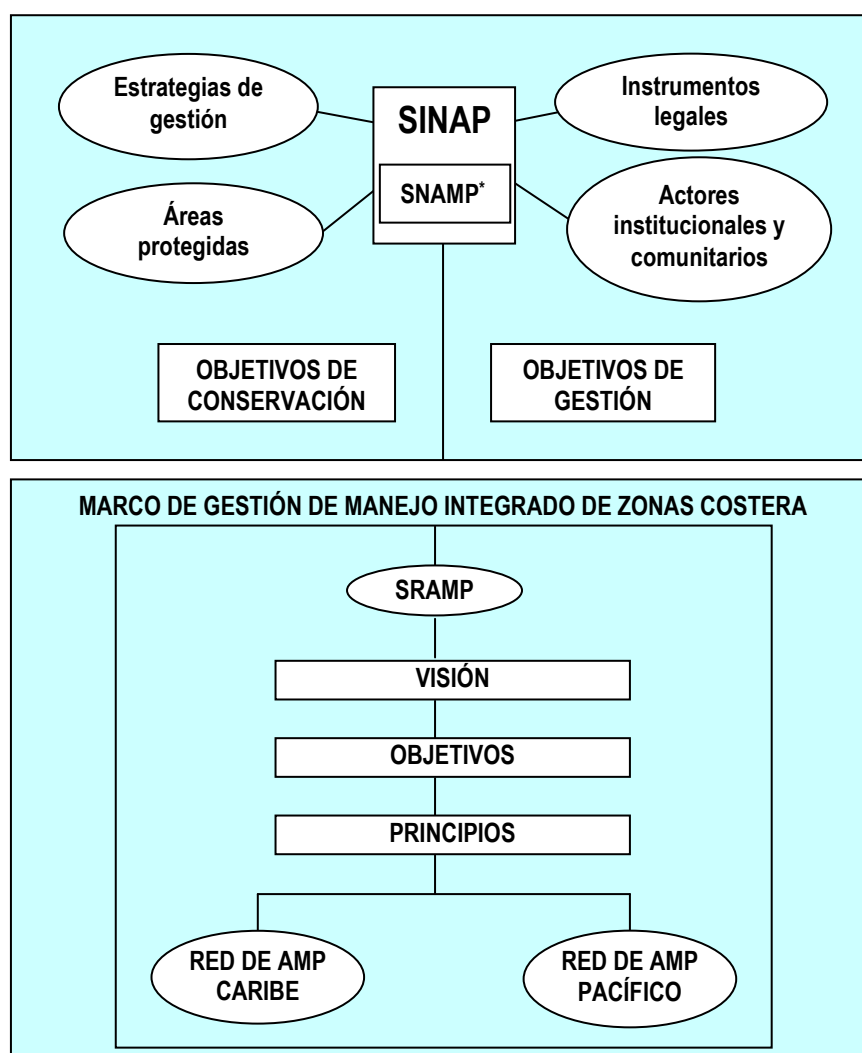 Estrategias de
gestión
SINAP
Instrumentos
legales
SNAMP*
Áreas
protegidas
Actores
institucionales y
comunitarios
OBJETIVOS DE
CONSERVACIÓN
OBJETIVOS DE
GESTIÓN
MARCO DE GESTIÓN DE MANEJO INTEGRADO DE ZONAS COSTERA
SRAMP
VISIÓN
OBJETIVOS
PRINCIPIOS
RED DE AMP
CARIBE
RED DE AMP
PACÍFICO